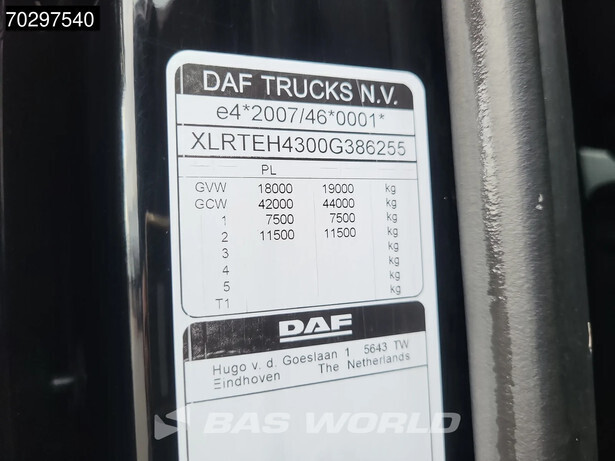 70297540
DAF TRUCKS N.V.
e4*2007/46*0001*
XLRTEH4300G386255
PL
GVW 18000 19000 kg
GCW 42000 44000 kg
1 7500 7500 kg
2 11500 11500 kg
3 kg
4 kg
5 kg
T1
DAF
Hugo v. d. Goeslaan 1 5643 TW
Eindhoven The Netherlands
BAS WORLD